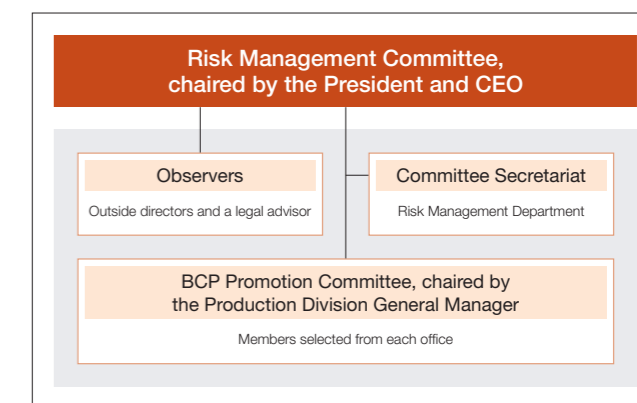 Risk Management Committee,
chaired by the President and CEO
Observers
Outside directors and a legal advisor
Committee Secretariat
Risk Management Department
BCP Promotion Committee, chaired by
the Production Division General Manager
Members selected from each office